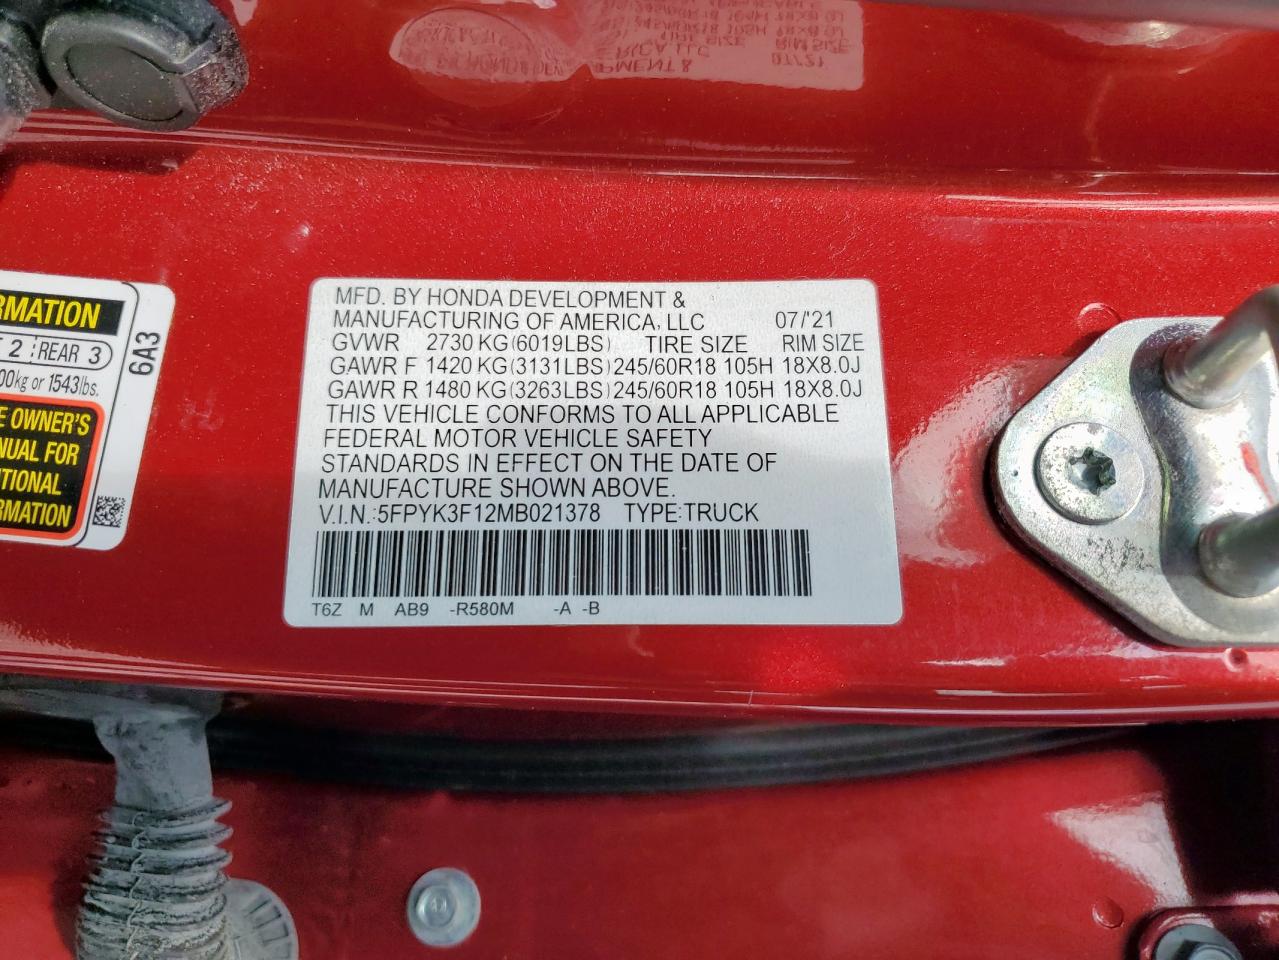 MFD. BY HONDA DEVELOPMENT &
MANUFACTURING OF AMERICA, LLC 07/'21
GVWR 2730 KG(6019LBS) TIRE SIZE RIM SIZE
GAWR F 1420 KG(3131LBS)245/60R18 105H 18X8.0J
GAWR R 1480 KG(3263LBS)245/60R18 105H 18X8.0J
THIS VEHICLE CONFORMS TO ALL APPLICABLE
FEDERAL MOTOR VEHICLE SAFETY
STANDARDS IN EFFECT ON THE DATE OF
MANUFACTURE SHOWN ABOVE.
V.I.N.:5FPYK3F12MB021378 TYPE:TRUCK
T6Z M AB9 -R580M -A -B
RMATION
2 REAR 3
00kg or 1543lbs.
E OWNER'S
NUAL FOR
ITIONAL
RMATION
6A3